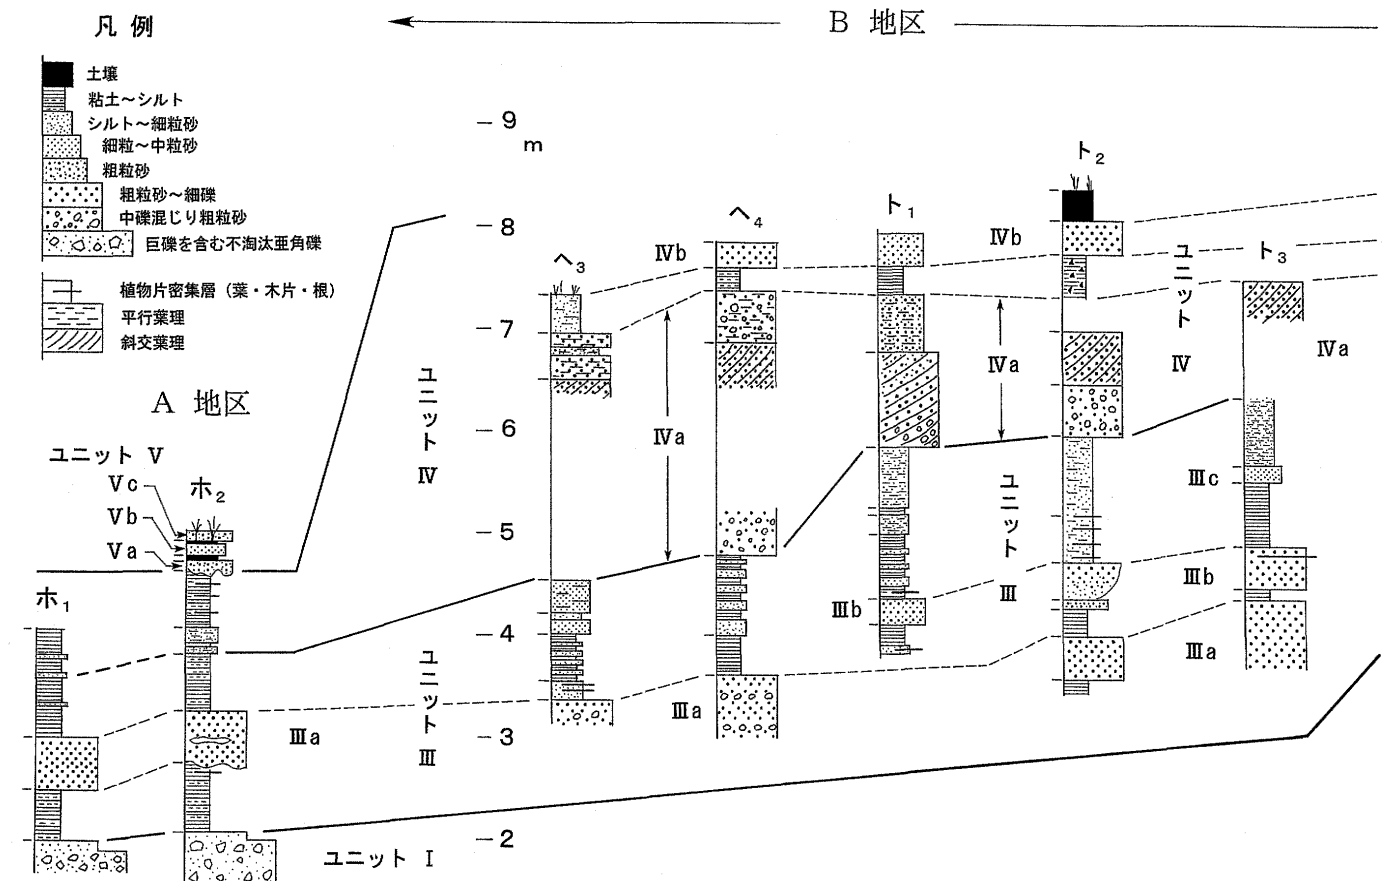 凡 例
土壌
粘土〜シルト
シルト〜細粒砂
細粒〜中粒砂
粗粒砂
粗粒砂〜細礫
中礫混じり粗粒砂
巨礫を含む不淘汰亜角礫
植物片密集層（葉・木片・根）
平行葉理
斜交葉理
A 地区
ユニット Ⅴ
Ⅴc
Ⅴb
Ⅴa
ホ2
ホ1
Ⅲa
ユニット Ⅰ
ユニット Ⅳ
ユニット Ⅲ
B 地区
9
m
8
7
6
5
4
3
2
ヘ3
ヘ4
Ⅳb
Ⅳa
Ⅲa
ト1
Ⅲb
ト2
Ⅳb
Ⅳa
ユニット Ⅲ
ユニット Ⅳ
ト3
Ⅳa
Ⅲc
Ⅲb
Ⅲa